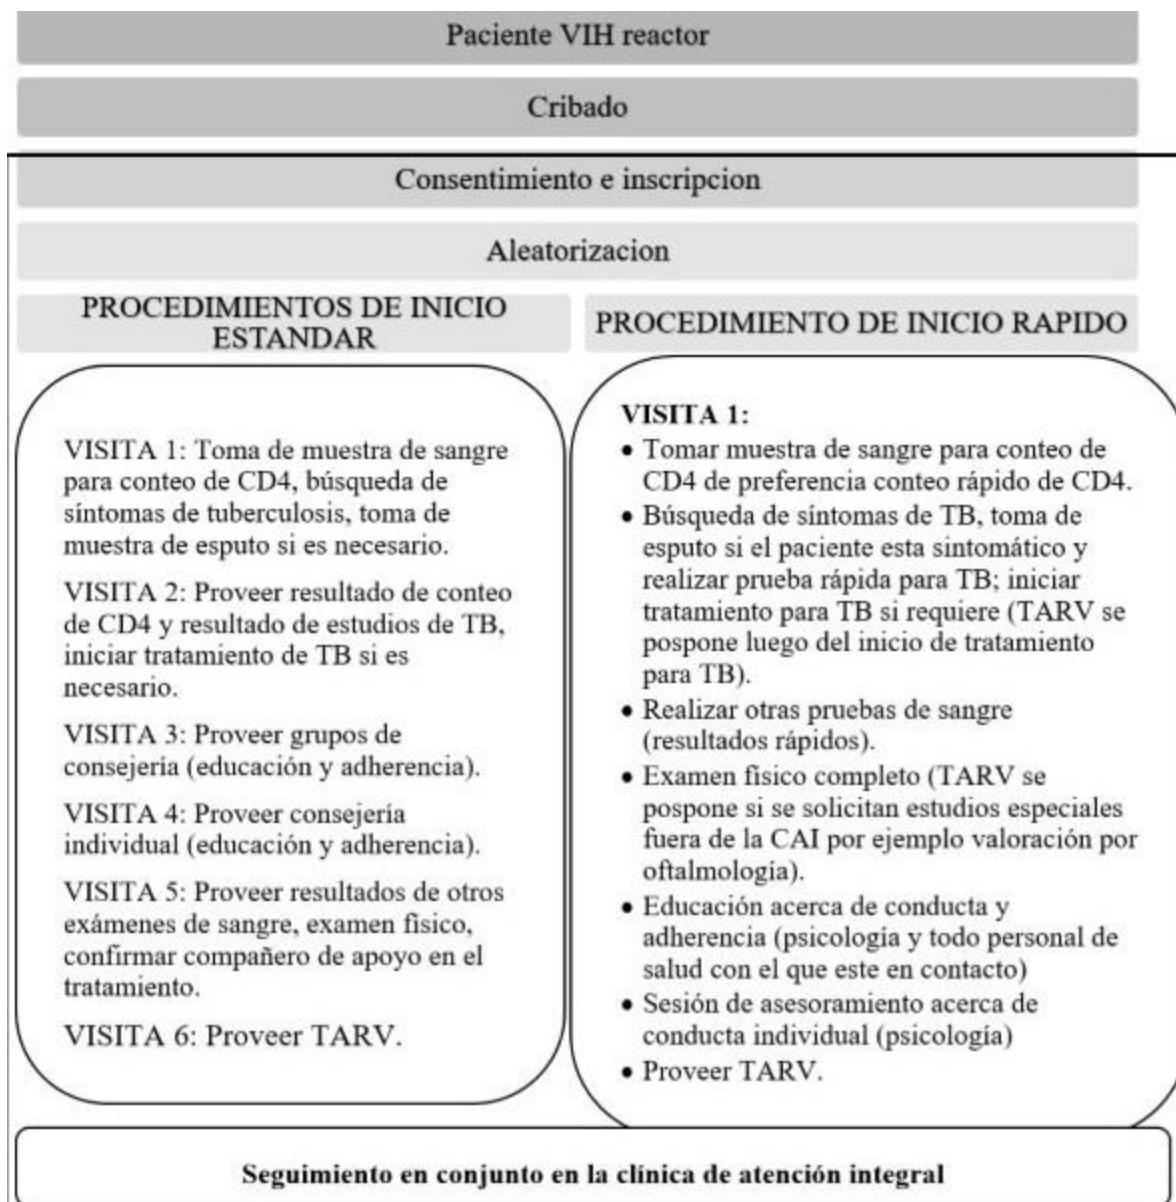 Paciente VIH reactor
Cribado
Consentimiento e inscripcion
Aleatorizacion
PROCEDIMIENTOS DE INICIO
ESTANDAR
VISITA 1: Toma de muestra de sangre
para conteo de CD4, búsqueda de
síntomas de tuberculosis, toma de
muestra de esputo si es necesario.
VISITA 2: Proveer resultado de conteo
de CD4 y resultado de estudios de TB,
iniciar tratamiento de TB si es
necesario.
VISITA 3: Proveer grupos de
consejería (educación y adherencia).
VISITA 4: Proveer consejería
individual (educación y adherencia).
VISITA 5: Proveer resultados de otros
exámenes de sangre, examen físico,
confirmar compañero de apoyo en el
tratamiento.
VISITA 6: Proveer TARV.
PROCEDIMIENTO DE INICIO RAPIDO
VISITA 1:
• Tomar muestra de sangre para conteo de
CD4 de preferencia conteo rápido de CD4.
• Búsqueda de síntomas de TB, toma de
esputo si el paciente esta sintomático y
realizar prueba rápida para TB; iniciar
tratamiento para TB si requiere (TARV se
pospone luego del inicio de tratamiento
para TB).
• Realizar otras pruebas de sangre
(resultados rápidos).
• Examen físico completo (TARV se
pospone si se solicitan estudios especiales
fuera de la CAI por ejemplo valoración por
oftalmología).
• Educación acerca de conducta y
adherencia (psicología y todo personal de
salud con el que este en contacto)
• Sesión de asesoramiento acerca de
conducta individual (psicología)
• Proveer TARV.
Seguimiento en conjunto en la clínica de atención integral